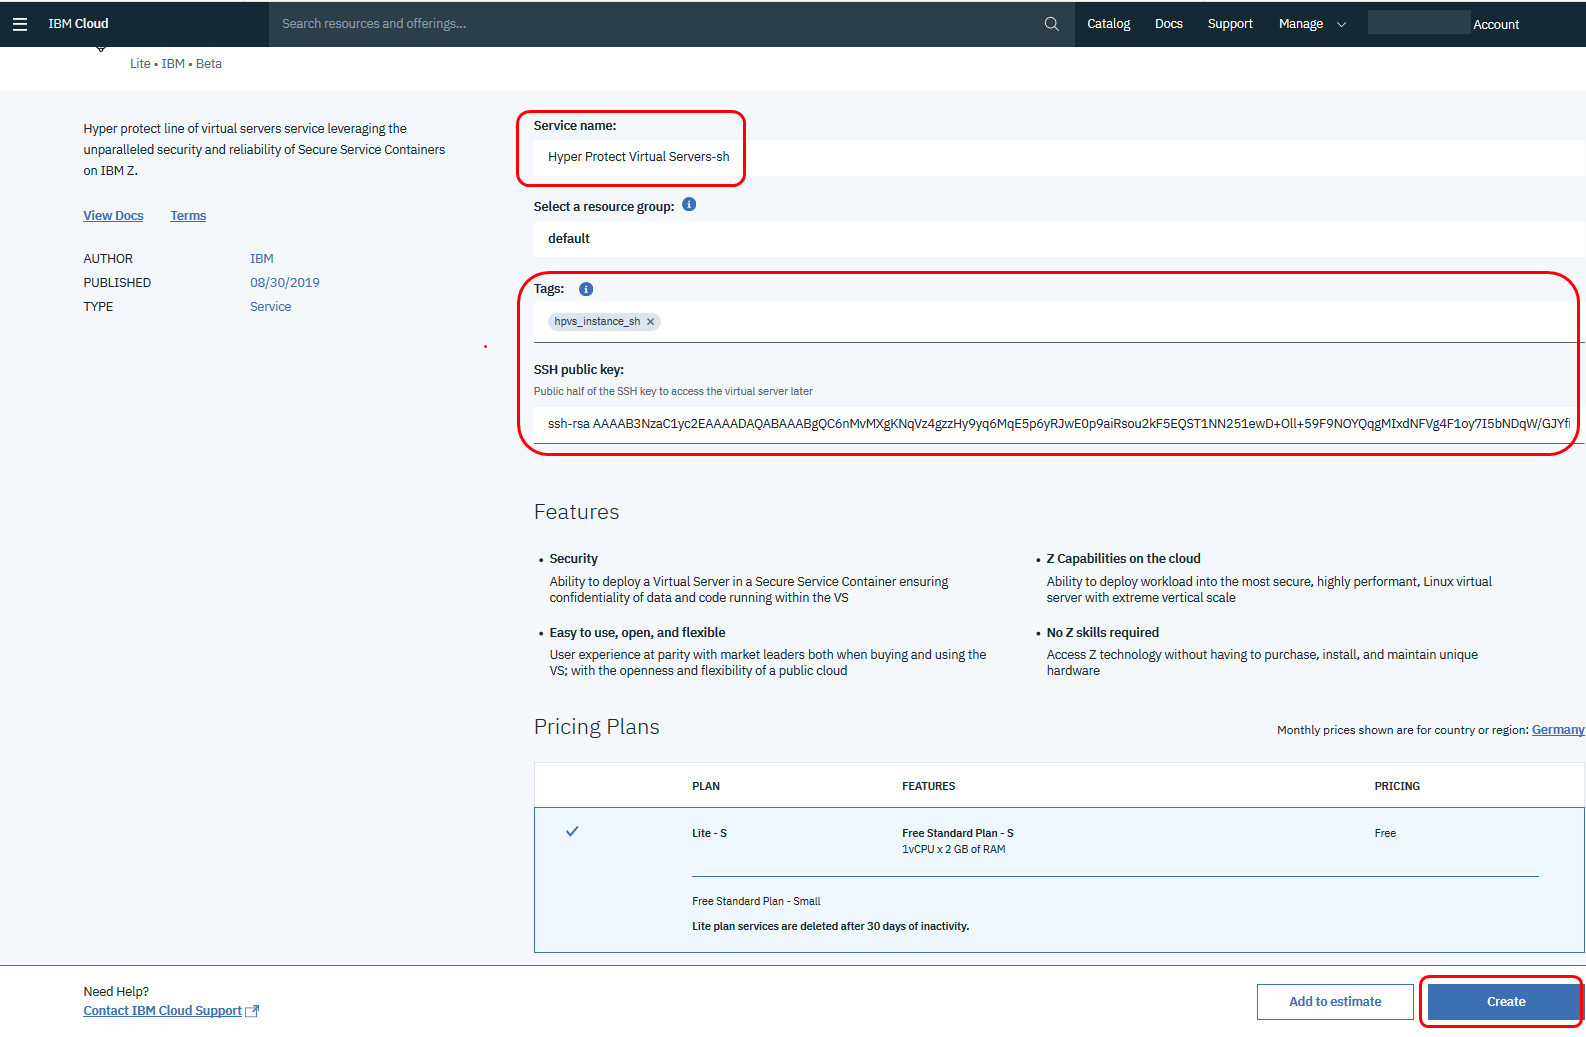 IBM Cloud
Search resources and offerings...
Catalog
Docs
Support
Manage
Account
Lite • IBM • Beta
Hyper protect line of virtual servers service leveraging the
unparalleled security and reliability of Secure Service Containers
on IBM Z.
View Docs
Terms
AUTHOR IBM
PUBLISHED 08/30/2019
TYPE Service
Service name:
Hyper Protect Virtual Servers-sh
Select a resource group:
default
Tags:
hpvs_instance_sh
SSH public key:
Public half of the SSH key to access the virtual server later
ssh-rsa AAAAB3NzaC1yc2EAAAADAQABAAABgQC6nMvMXgKNqVz4gzzHy9yq6MqE5p6yRJwE0p9aiRsou2kF5EQST1NN251ewD+Oll+59F9NOYQqgMIxdNFVg4F1oy7I5bNDqW/GJYfi
Features
• Security
Ability to deploy a Virtual Server in a Secure Service Container ensuring
confidentiality of data and code running within the VS
• Z Capabilities on the cloud
Ability to deploy workload into the most secure, highly performant, Linux virtual
server with extreme vertical scale
• Easy to use, open, and flexible
User experience at parity with market leaders both when buying and using the
VS; with the openness and flexibility of a public cloud
• No Z skills required
Access Z technology without having to purchase, install, and maintain unique
hardware
Pricing Plans
Monthly prices shown are for country or region: Germany
PLAN FEATURES PRICING
Lite - S Free Standard Plan - S Free
1vCPU x 2 GB of RAM
Free Standard Plan - Small
Lite plan services are deleted after 30 days of inactivity.
Need Help?
Contact IBM Cloud Support
Add to estimate
Create